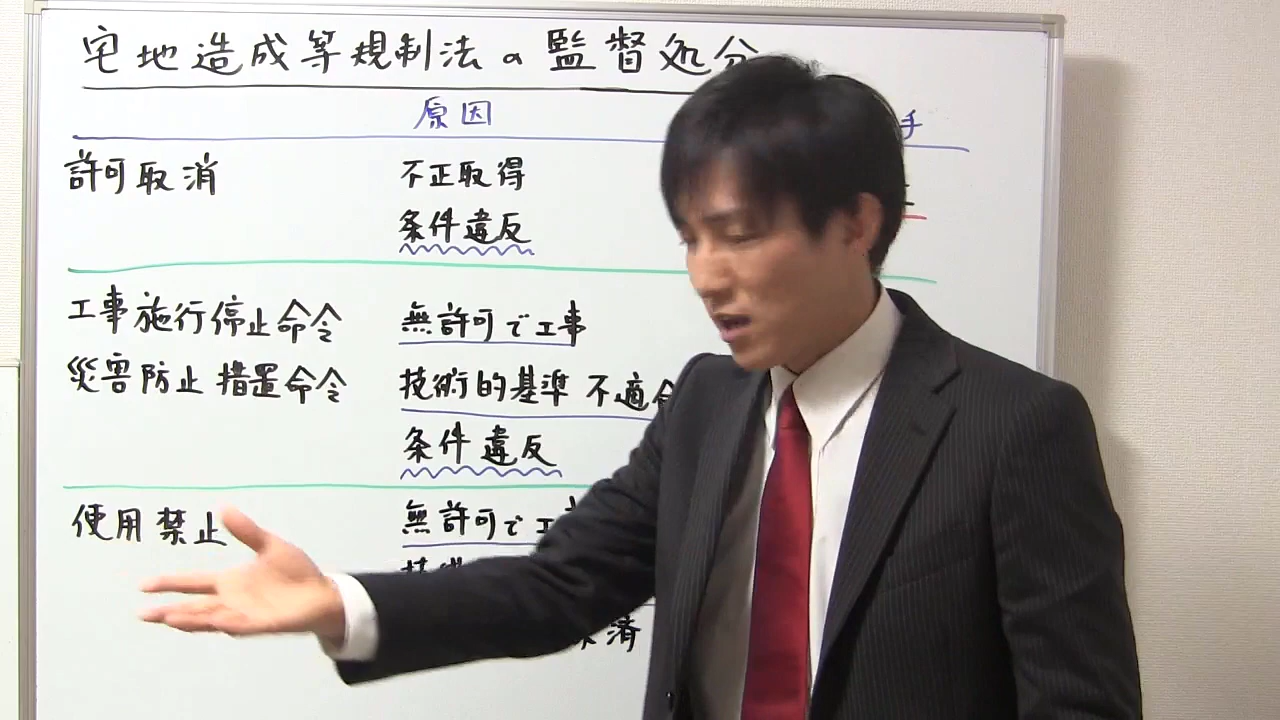 宅地造成等規制法の監督処分
原因 手
許可取消 不正取得
条件違反
工事施行停止命令 無許可で工事
災害防止措置命令 技術的基準不適合
条件違反
使用禁止 無許可で工
済